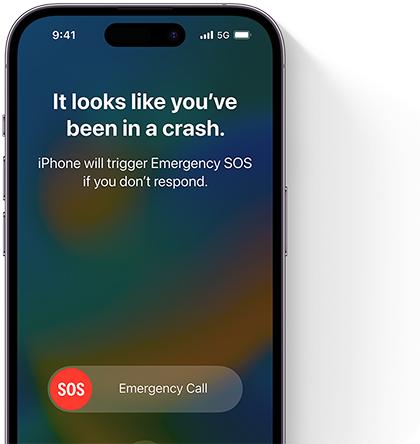 9:41 5G
It looks like you’ve
been in a crash.
iPhone will trigger Emergency SOS
if you don’t respond.
SOS Emergency Call